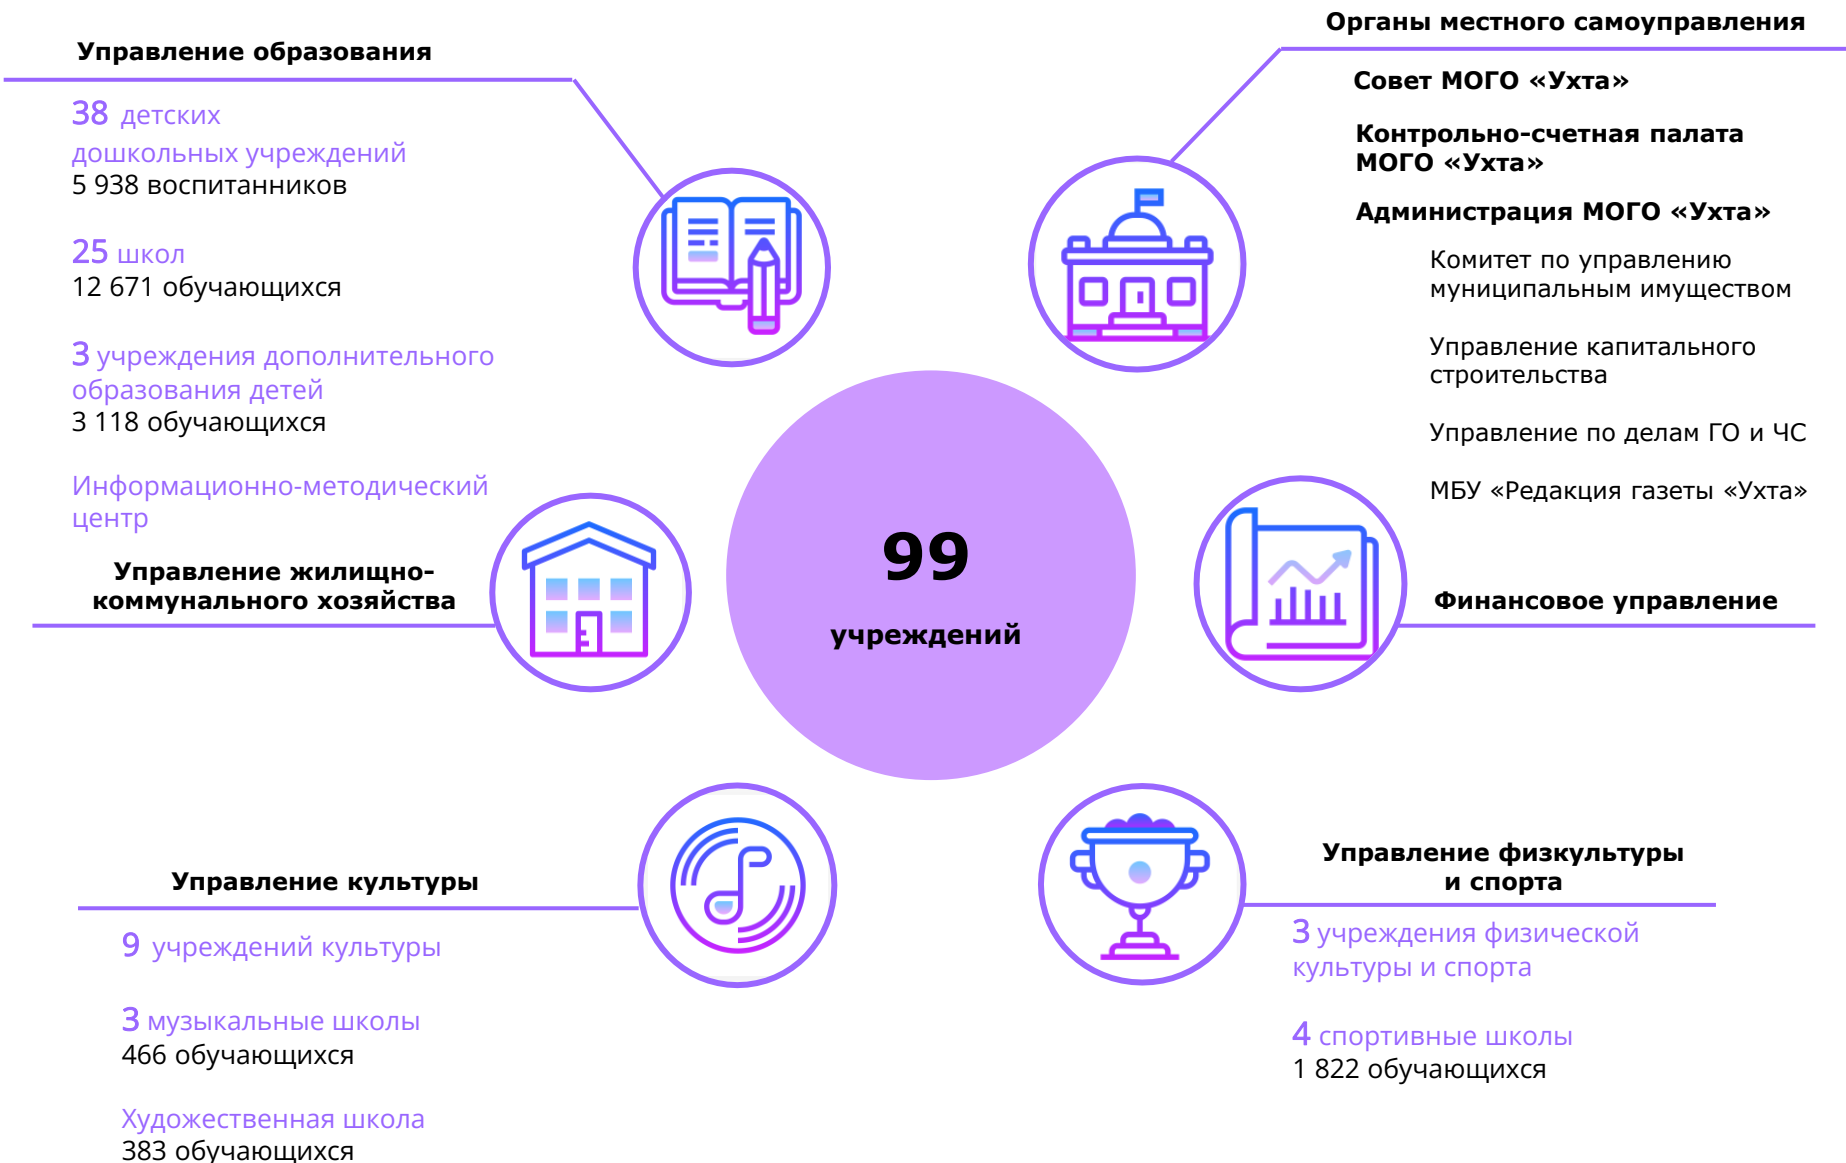 Управление образования
38 детских
дошкольных учреждений
5 938 воспитанников
25 школ
12 671 обучающихся
3 учреждения дополнительного
образования детей
3 118 обучающихся
Информационно-методический
центр
Управление жилищно-
коммунального хозяйства
Управление культуры
9 учреждений культуры
3 музыкальные школы
466 обучающихся
Художественная школа
383 обучающихся
99
учреждений
Органы местного самоуправления
Совет МОГО «Ухта»
Контрольно-счетная палата
МОГО «Ухта»
Администрация МОГО «Ухта»
Комитет по управлению
муниципальным имуществом
Управление капитального
строительства
Управление по делам ГО и ЧС
МБУ «Редакция газеты «Ухта»
Финансовое управление
Управление физкультуры
и спорта
3 учреждения физической
культуры и спорта
4 спортивные школы
1 822 обучающихся